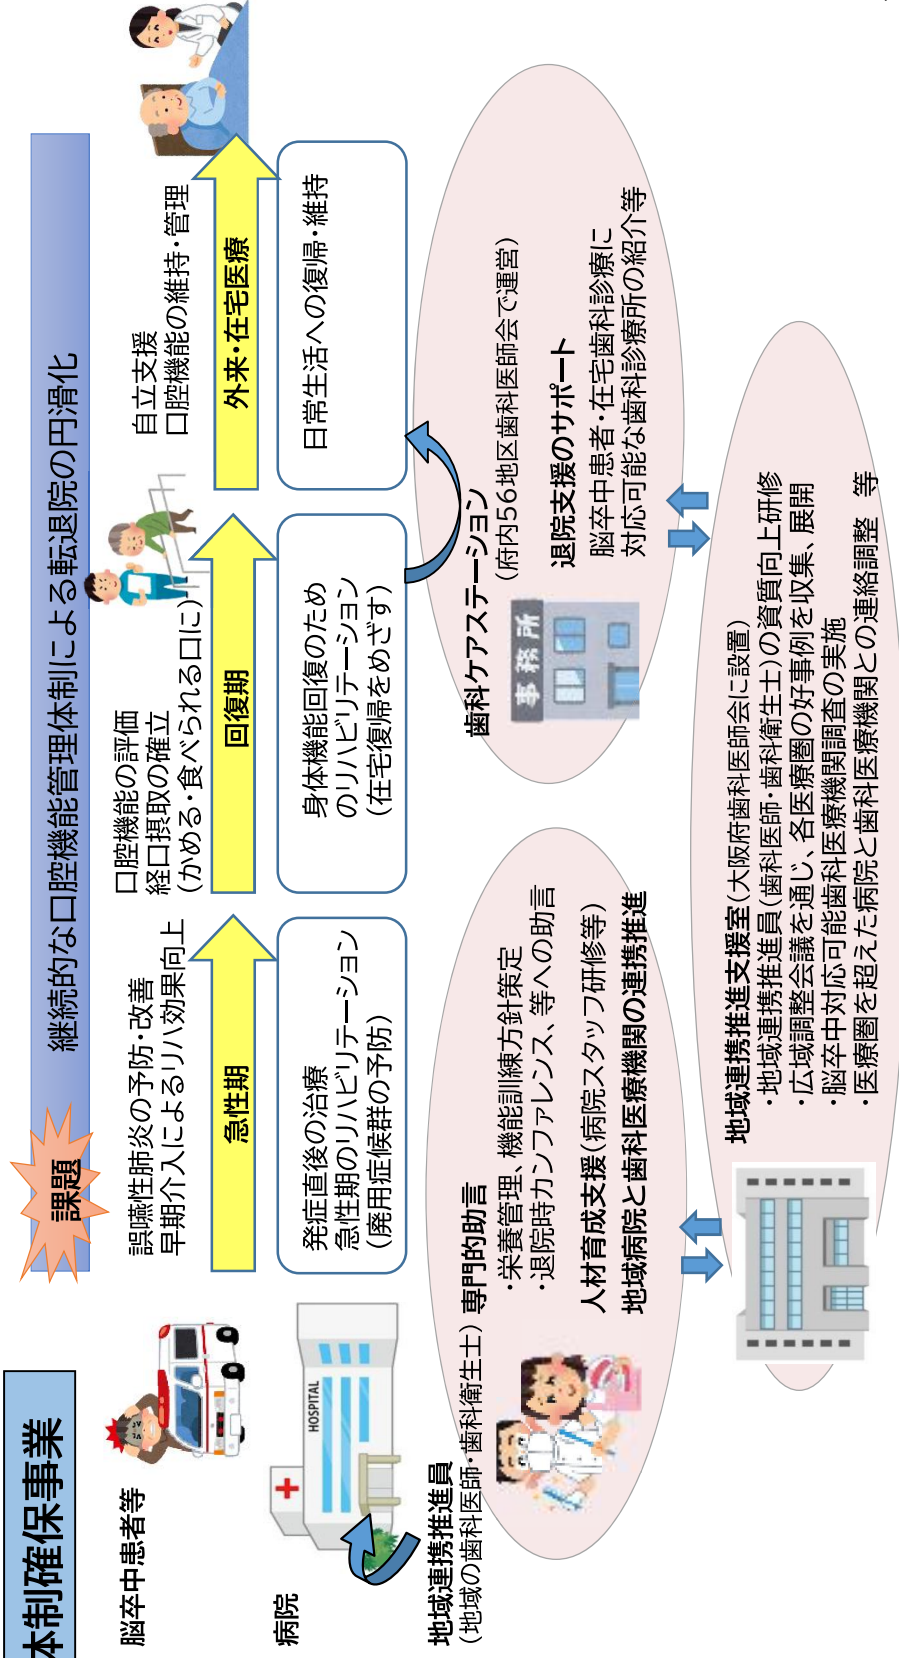 体制確保事業
課題
継続的な口腔機能管理体制による転退院の円滑化
脳卒中患者等
誤嚥性肺炎の予防・改善
早期介入によるリハ効果向上
口腔機能の評価
経口摂取の確立
(かめる・食べられる口に)
自立支援
口腔機能の維持・管理
急性期
回復期
外来・在宅医療
病院
HOSPITAL
発症直後の治療
急性期のリハビリテーション
(廃用症候群の予防)
身体機能回復のため
のリハビリテーション
(在宅復帰をめざす)
日常生活への復帰・維持
地域連携推進員
(地域の歯科医師・歯科衛生士)
専門的助言
・栄養管理、機能訓練方針策定
・退院時カンファレンス、等への助言
人材育成支援(病院スタッフ研修等)
地域病院と歯科医療機関の連携推進
歯科ケアステーション
(府内56地区歯科医師会で運営)
事務所
退院支援のサポート
脳卒中患者・在宅歯科診療に
対応可能な歯科診療所の紹介等
地域連携推進支援室(大阪府歯科医師会に設置)
・地域連携推進員(歯科医師・歯科衛生士)の資質向上研修
・広域調整会議を通じ、各医療圏の好事例を収集、展開
・脳卒中対応可能歯科医療機関調査の実施
・医療圏を超えた病院と歯科医療機関との連絡調整 等